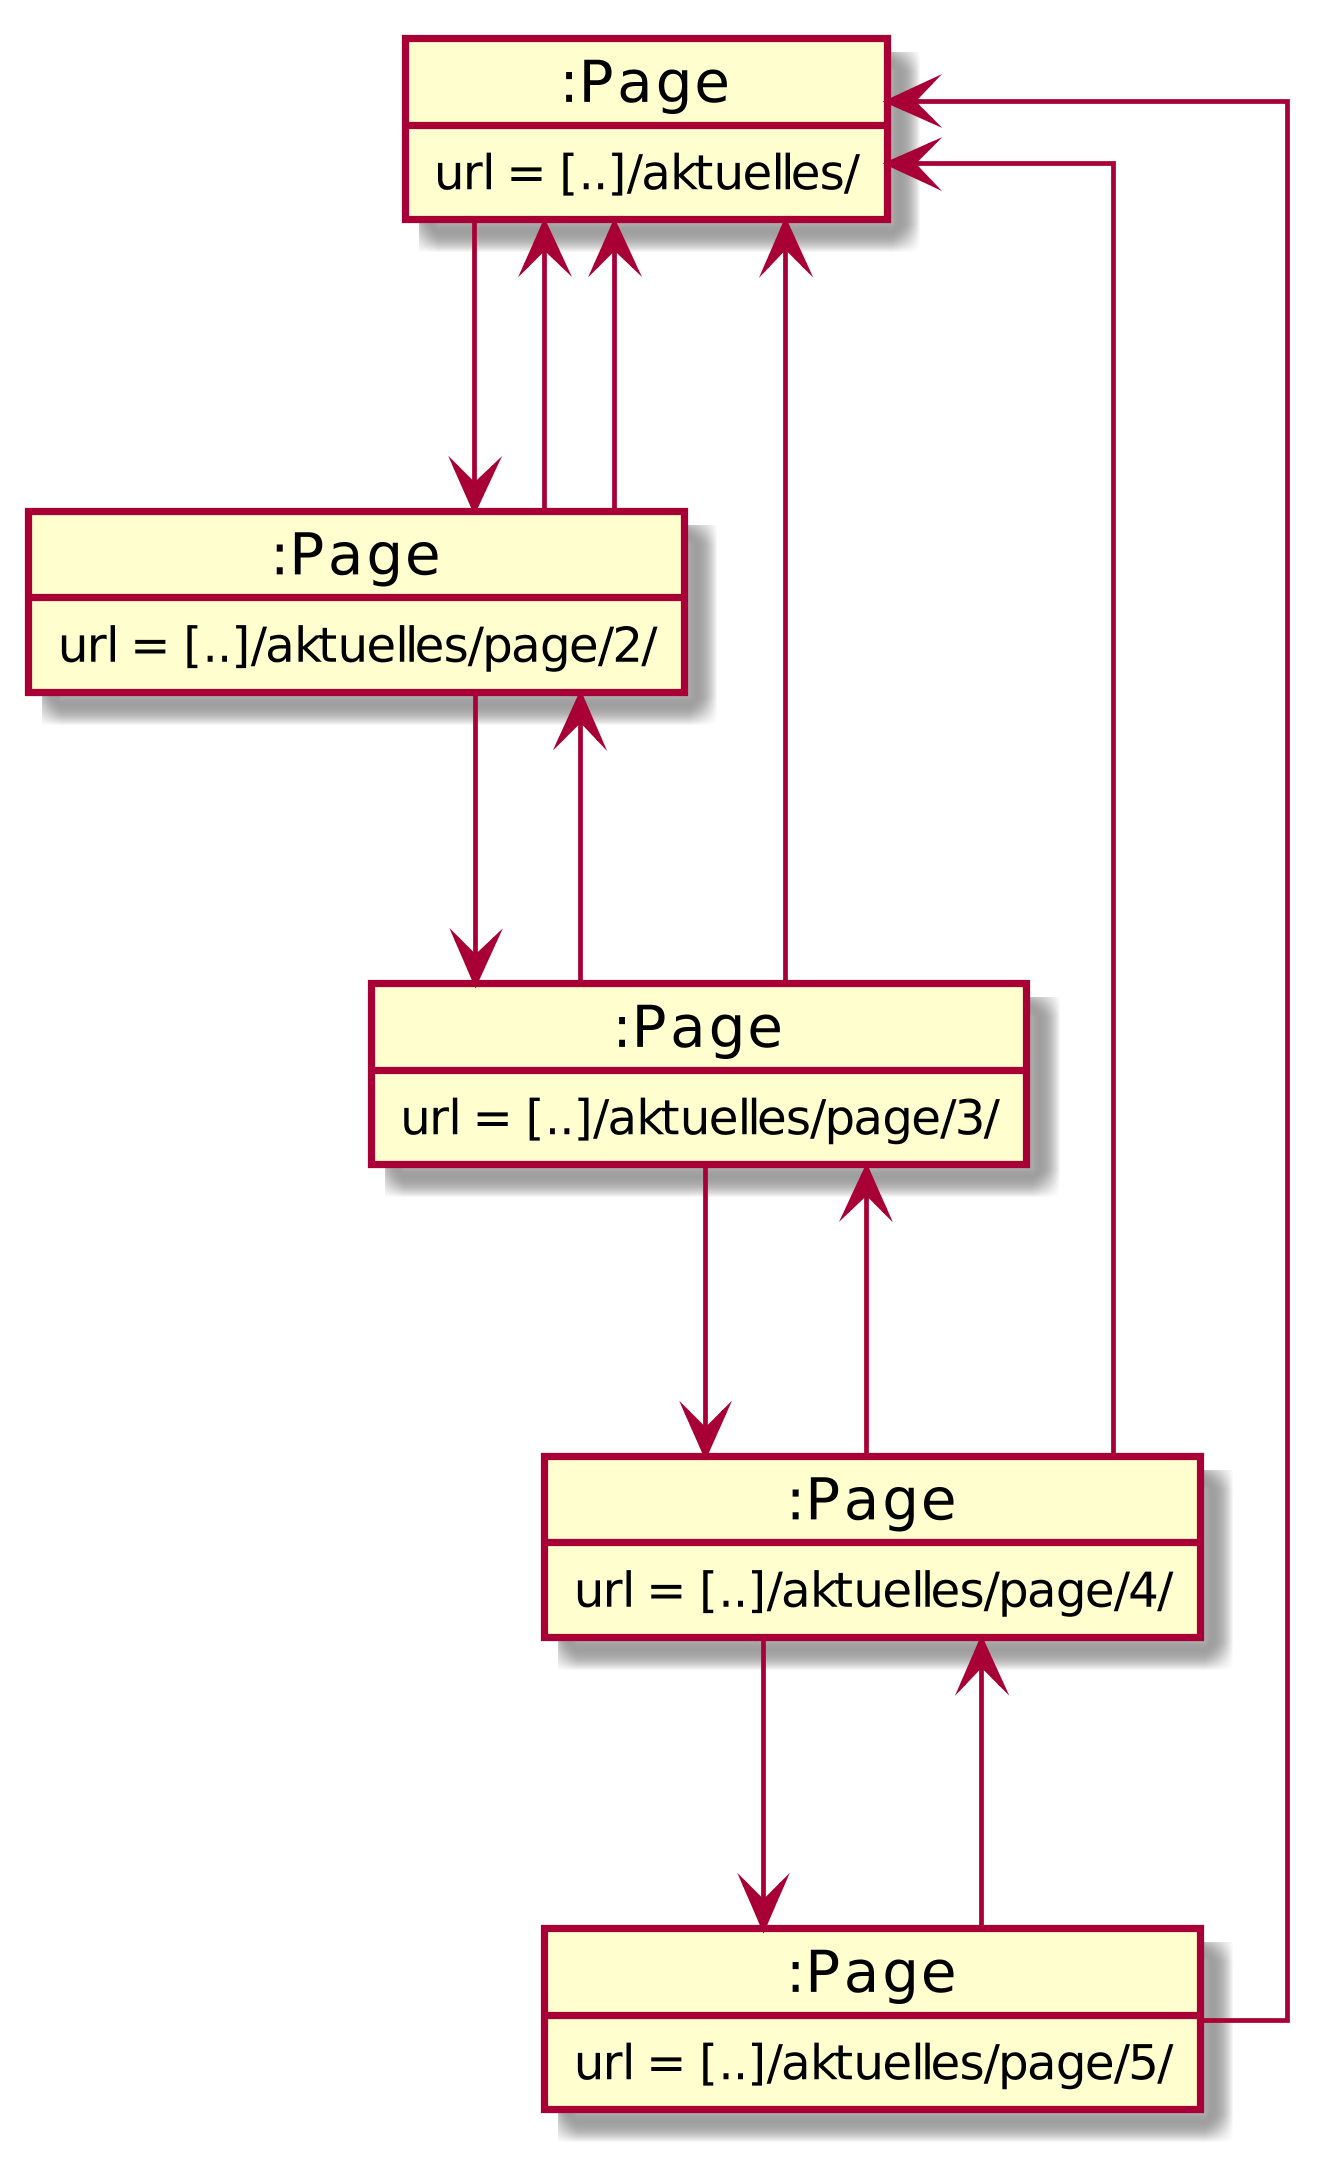 :Page
url = [..]/aktuelles/
:Page
url = [..]/aktuelles/page/2/
:Page
url = [..]/aktuelles/page/3/
:Page
url = [..]/aktuelles/page/4/
:Page
url = [..]/aktuelles/page/5/